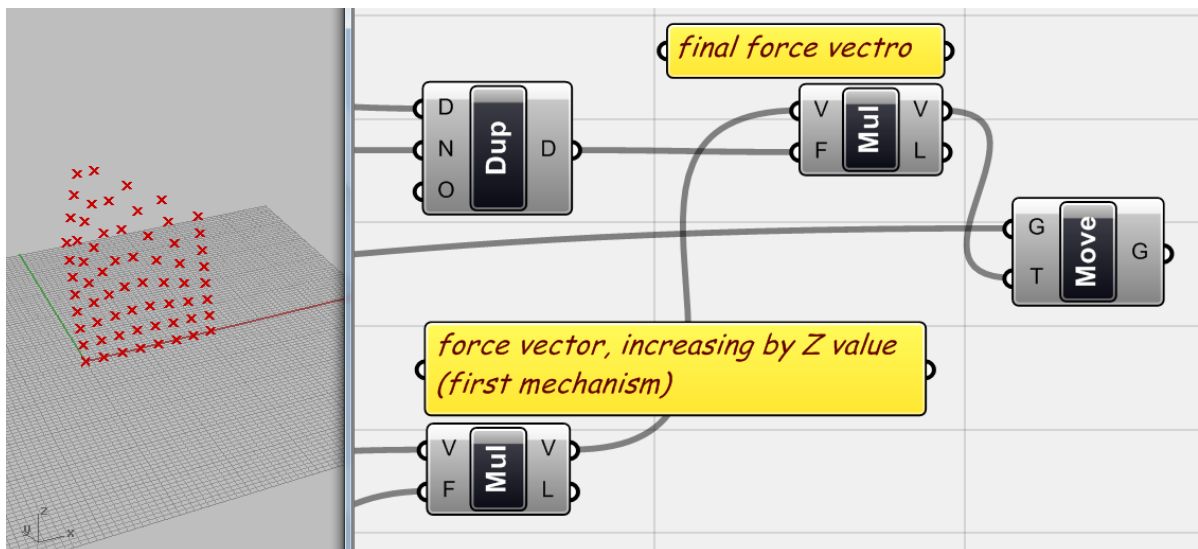 final force vectro
D
N
O
Dup
D
V
F
Mul
V
L
G
T
Move
G
force vector, increasing by Z value
(first mechanism)
V
F
Mul
V
L
z
y
x